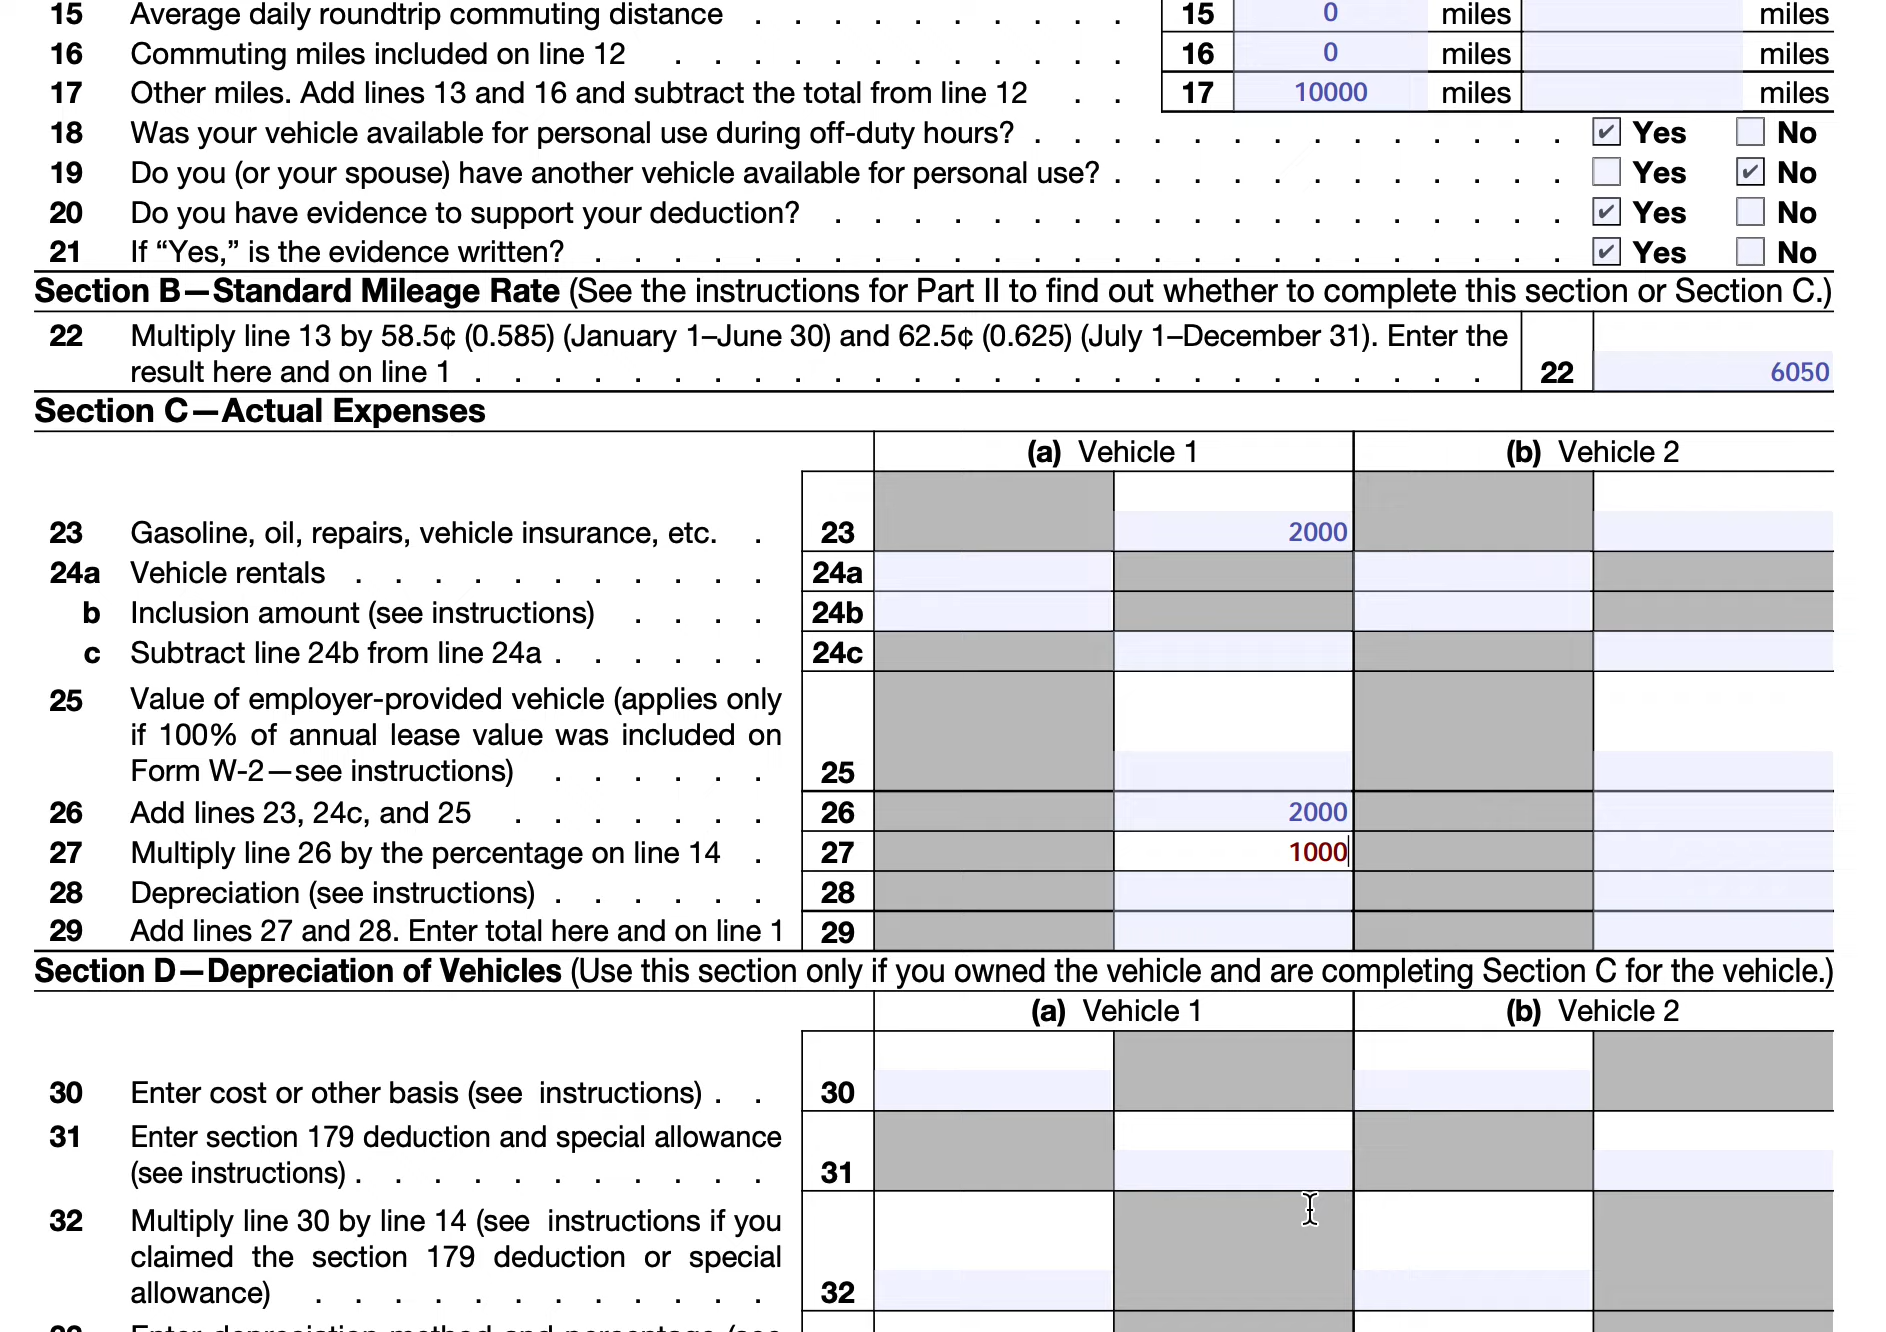 15 Average daily roundtrip commuting distance . . . . . . . . . . 15 0 miles miles
16 Commuting miles included on line 12 . . . . . . . . . . . . 16 0 miles miles
17 Other miles. Add lines 13 and 16 and subtract the total from line 12 . . 17 10000 miles miles
18 Was your vehicle available for personal use during off-duty hours? . . . . . . . . . . . . . . ✔ Yes No
19 Do you (or your spouse) have another vehicle available for personal use? . . . . . . . . . . . . Yes ✔ No
20 Do you have evidence to support your deduction? . . . . . . . . . . . . . . . . . . . ✔ Yes No
21 If “Yes,” is the evidence written? . . . . . . . . . . . . . . . . . . . . . . . . . ✔ Yes No
Section B—Standard Mileage Rate (See the instructions for Part II to find out whether to complete this section or Section C.)
22 Multiply line 13 by 58.5¢ (0.585) (January 1–June 30) and 62.5¢ (0.625) (July 1–December 31). Enter the
result here and on line 1 . . . . . . . . . . . . . . . . . . . . . . . . . . 22 6050
Section C—Actual Expenses
(a) Vehicle 1 (b) Vehicle 2
23 Gasoline, oil, repairs, vehicle insurance, etc. . 23 2000
24a Vehicle rentals . . . . . . . . . . . 24a
b Inclusion amount (see instructions) . . . . 24b
c Subtract line 24b from line 24a . . . . . . 24c
25 Value of employer-provided vehicle (applies only
if 100% of annual lease value was included on
Form W-2—see instructions) . . . . . . 25
26 Add lines 23, 24c, and 25 . . . . . . . 26 2000
27 Multiply line 26 by the percentage on line 14 . 27 1000
28 Depreciation (see instructions) . . . . . . 28
29 Add lines 27 and 28. Enter total here and on line 1 29
Section D—Depreciation of Vehicles (Use this section only if you owned the vehicle and are completing Section C for the vehicle.)
(a) Vehicle 1 (b) Vehicle 2
30 Enter cost or other basis (see instructions) . . 30
31 Enter section 179 deduction and special allowance
(see instructions) . . . . . . . . . . . 31
32 Multiply line 30 by line 14 (see instructions if you
claimed the section 179 deduction or special
allowance) . . . . . . . . . . . . 32
Enter depreciation method and percentage (see